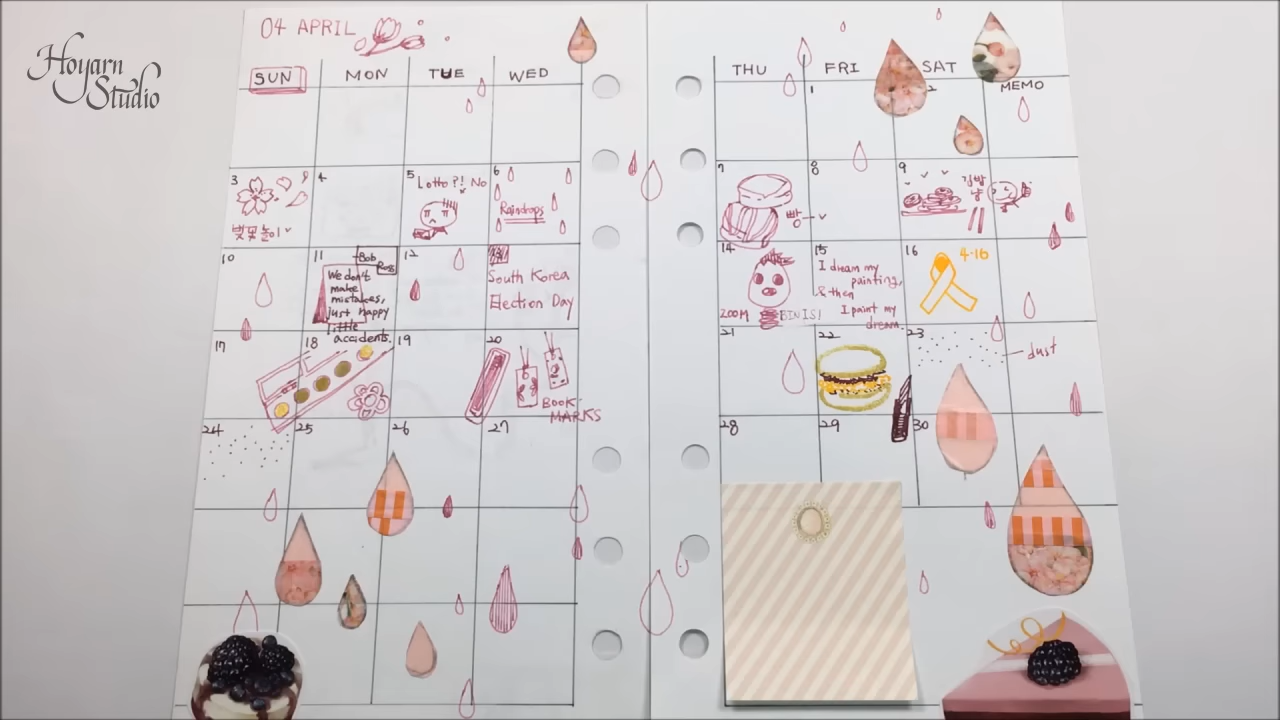 Hoyarn
Studio
04 APRIL
SUN MON TUE WED
THU FRI SAT
MEMO
1 2
3 4 5 6
Lotto?! No
벚꽃놀이
Raindrops
7 8 9
빵
김밥
냥
10 11 12
Bob
Ross
We don't
make
mistakes,
just happy
little
accidents.
South Korea
Election Day
14 15 16
ZOOM
BINIS!
I dream my
painting,
& then
I paint my
dream.
4·16
17 18 19 20
BOOK-
MARKS
21 22 23
dust
24 25 26 27
28 29 30